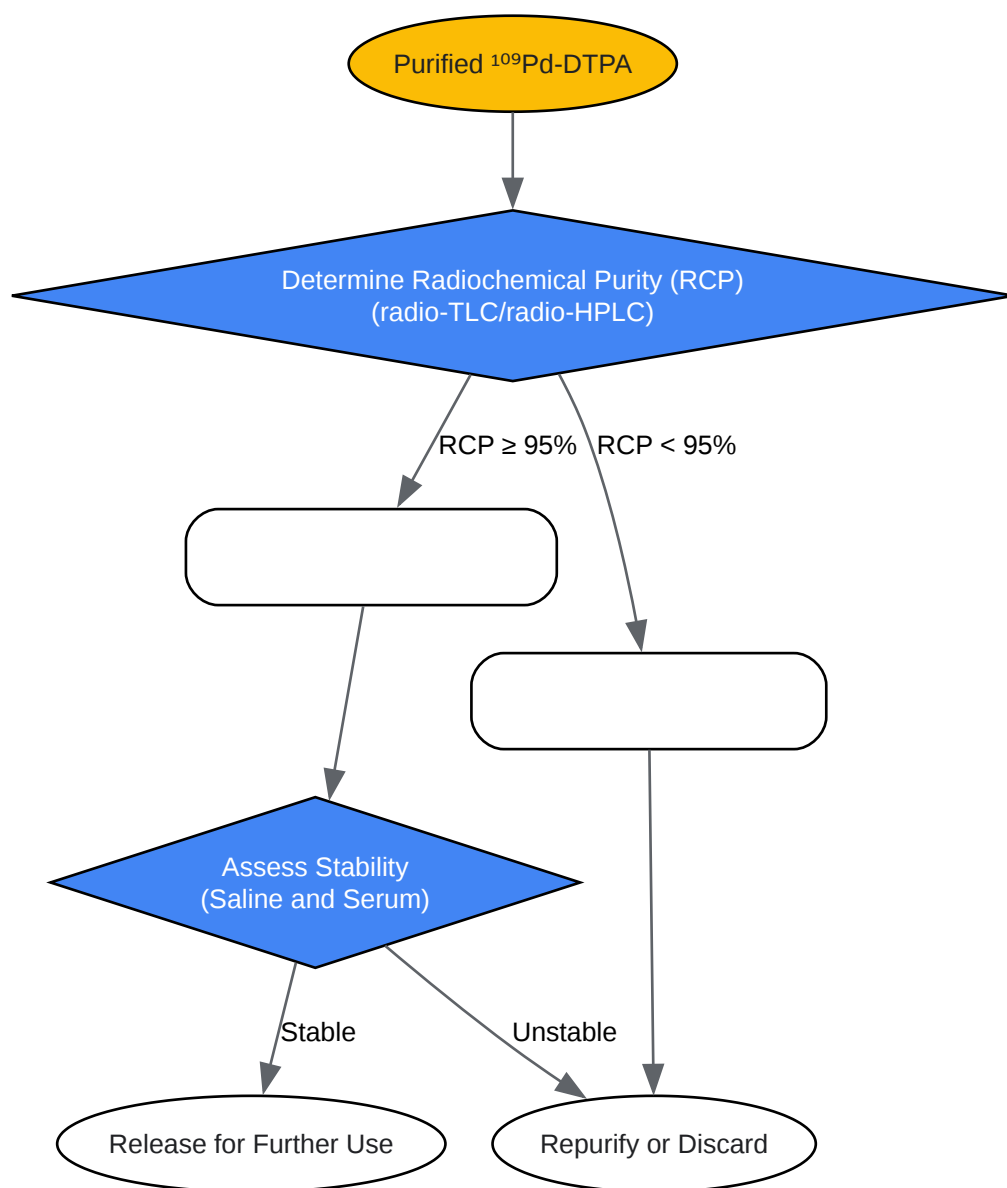 Purified ¹⁰⁹Pd-DTPA
Determine Radiochemical Purity (RCP)
(radio-TLC/radio-HPLC)
RCP ≥ 95%
RCP < 95%
Assess Stability
(Saline and Serum)
Stable
Unstable
Release for Further Use
Repurify or Discard